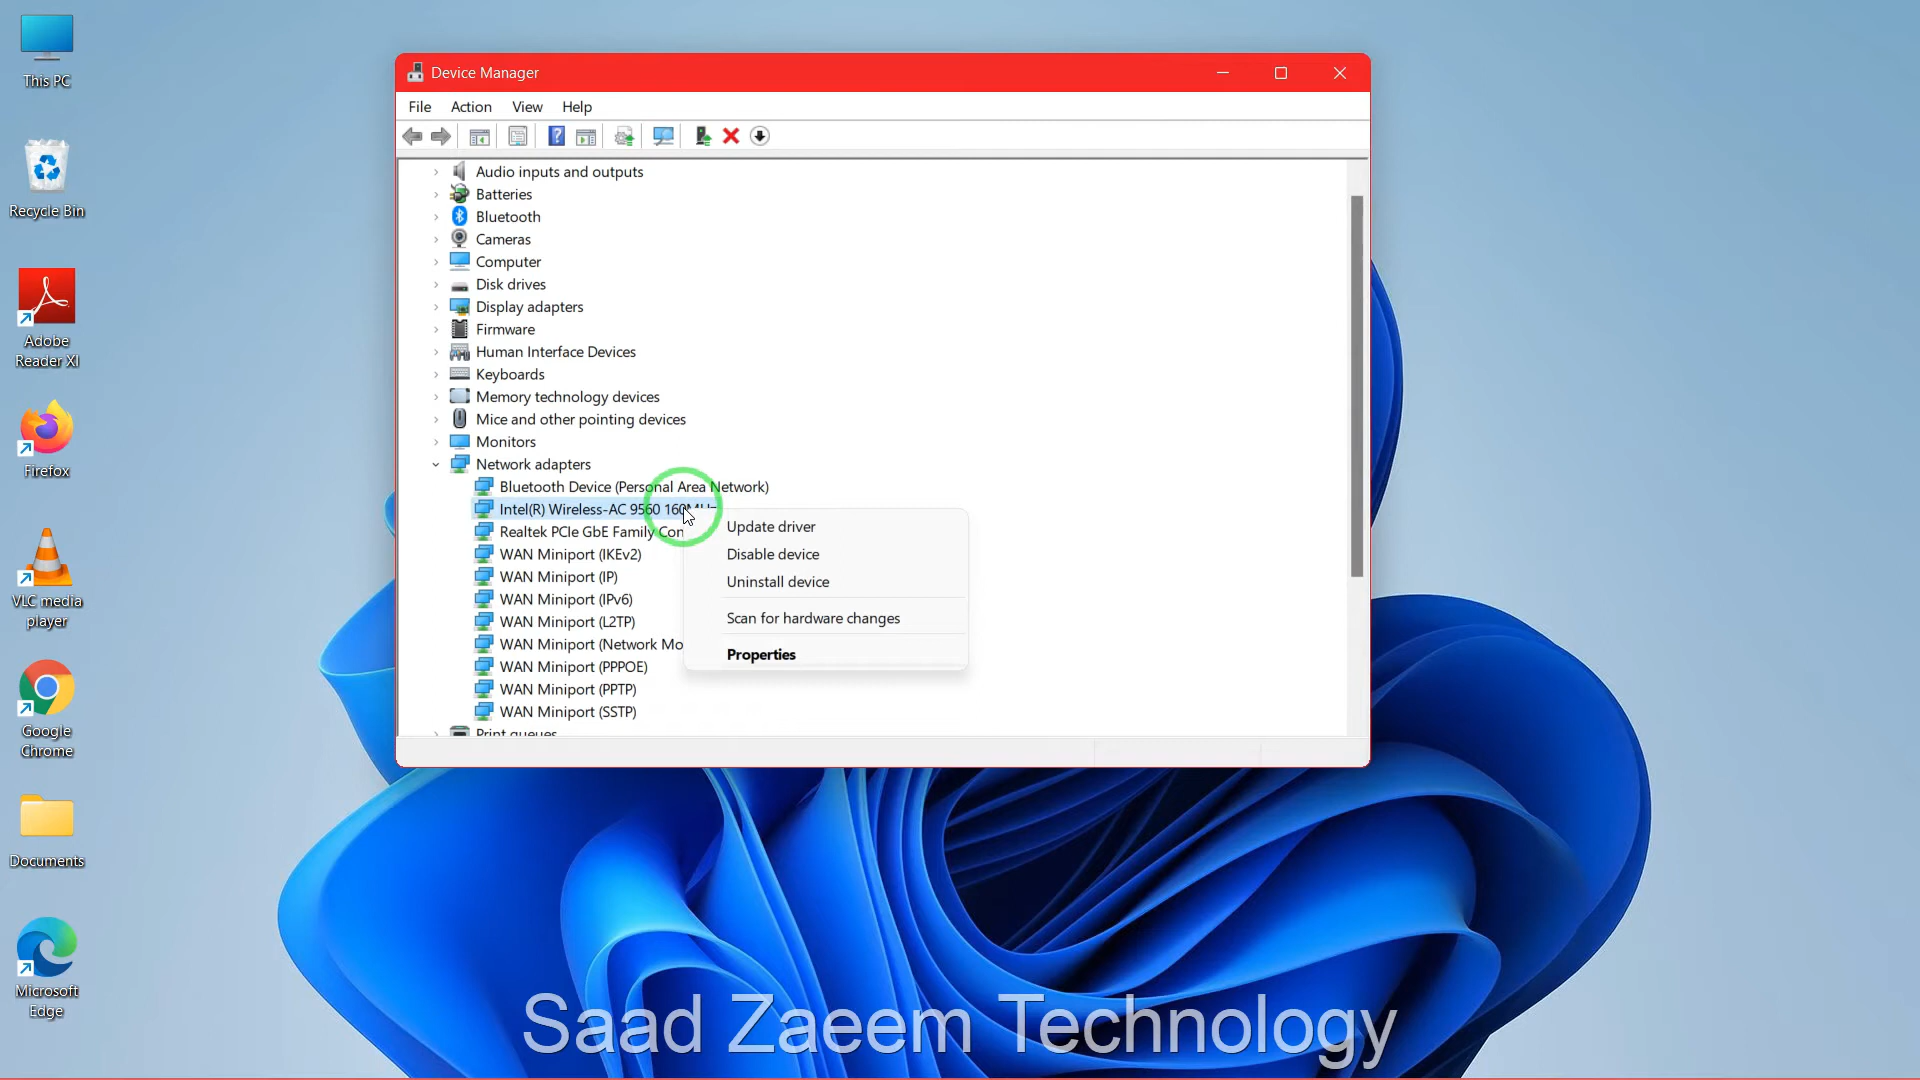 This PC
Recycle Bin
Adobe
Reader XI
Firefox
VLC media
player
Google
Chrome
Documents
Microsoft
Edge
Device Manager
File Action View Help
Audio inputs and outputs
Batteries
Bluetooth
Cameras
Computer
Disk drives
Display adapters
Firmware
Human Interface Devices
Keyboards
Memory technology devices
Mice and other pointing devices
Monitors
Network adapters
Bluetooth Device (Personal Area Network)
Intel(R) Wireless-AC 9560 160MHz
Realtek PCIe GbE Family Con
WAN Miniport (IKEv2)
WAN Miniport (IP)
WAN Miniport (IPv6)
WAN Miniport (L2TP)
WAN Miniport (Network Mo
WAN Miniport (PPPOE)
WAN Miniport (PPTP)
WAN Miniport (SSTP)
Print queues
Update driver
Disable device
Uninstall device
Scan for hardware changes
Properties
Saad Zaeem Technology